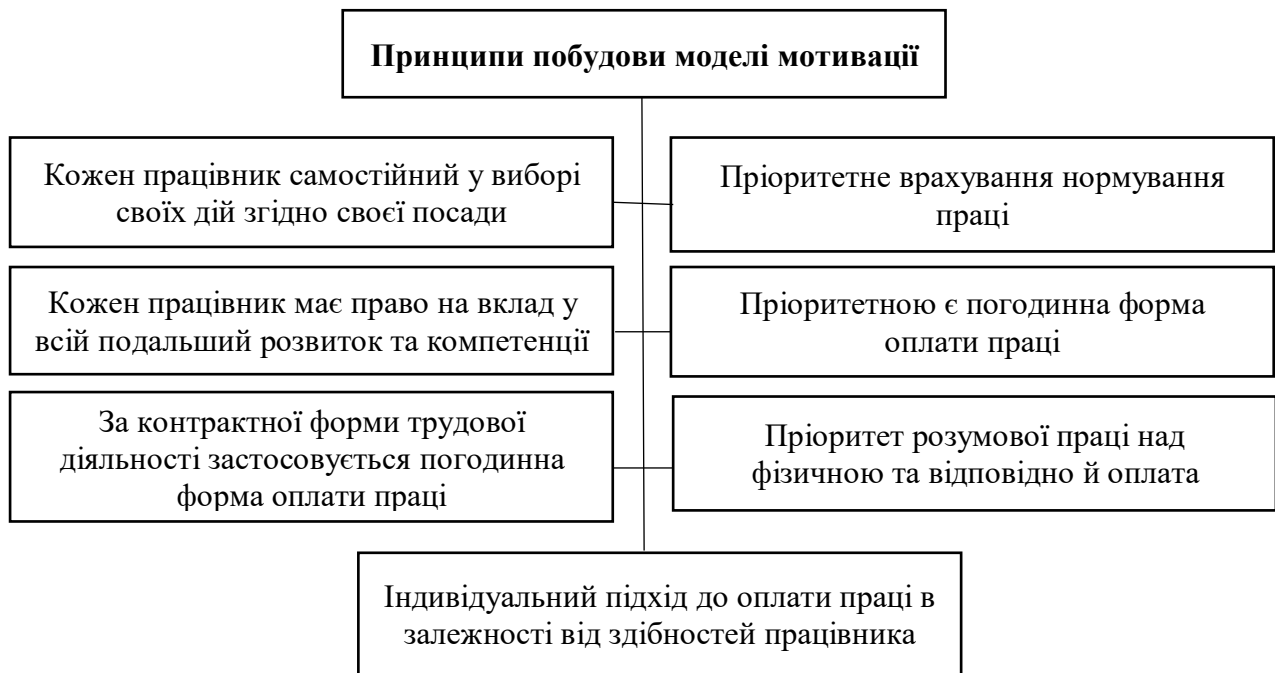 Принципи побудови моделі мотивації
Кожен працівник самостійний у виборі
своїх дій згідно своєї посади
Пріоритетне врахування нормування
праці
Кожен працівник має право на вклад у
всій подальший розвиток та компетенції
Пріоритетною є погодинна форма
оплати праці
За контрактної форми трудової
діяльності застосовується погодинна
форма оплати праці
Пріоритет розумової праці над
фізичною та відповідно й оплата
Індивідуальний підхід до оплати праці в
залежності від здібностей працівника